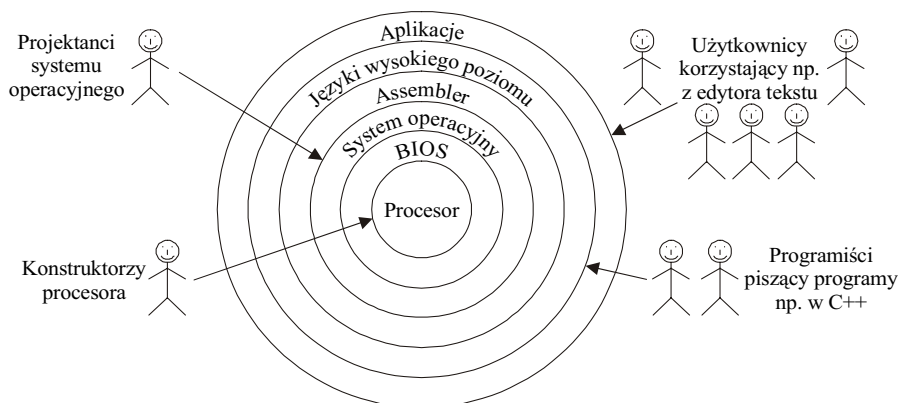 Projektanci
systemu
operacyjnego
Aplikacje
Języki wysokiego poziomu
Assembler
System operacyjny
BIOS
Procesor
Użytkownicy
korzystający np.
z edytora tekstu
Konstruktorzy
procesora
Programiści
piszący programy
np. w C++